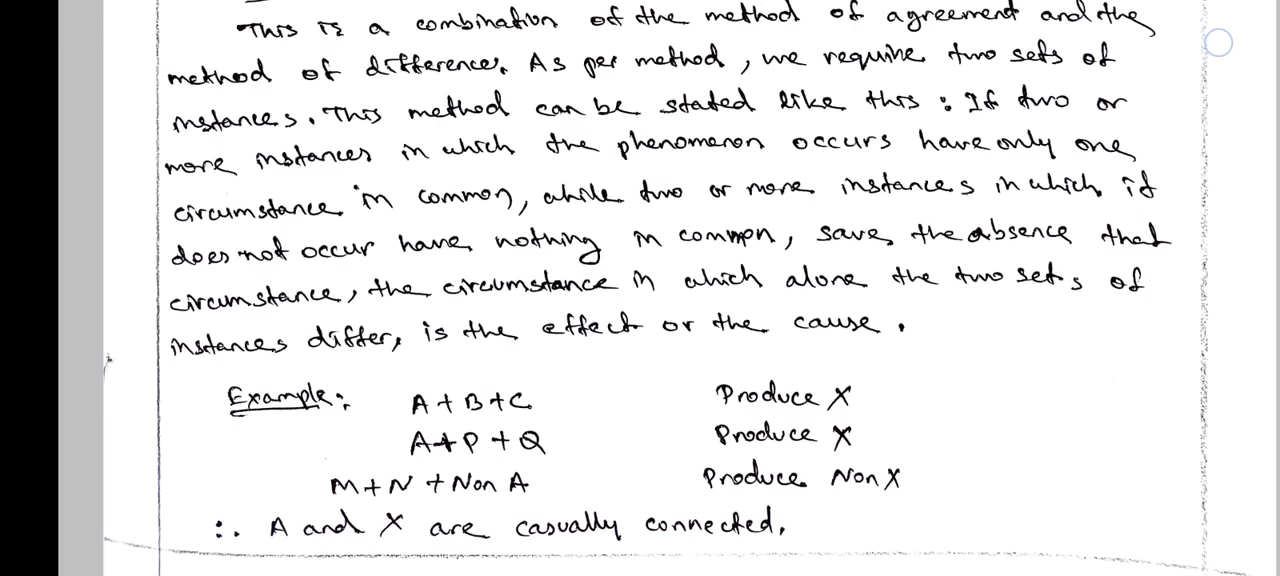 This is a combination of the method of agreement and the
method of difference. As per method, we require two sets of
instances. This method can be stated like this : If two or
more instances in which the phenomenon occurs have only one
circumstance in common, while two or more instances in which it
does not occur have nothing in common, save the absence that
circumstance, the circumstance in which alone the two sets of
instances differ, is the effect or the cause.
Example: A + B + C Produce X
A + P + Q Produce X
M + N + Non A Produce Non X
∴ A and X are casually connected.